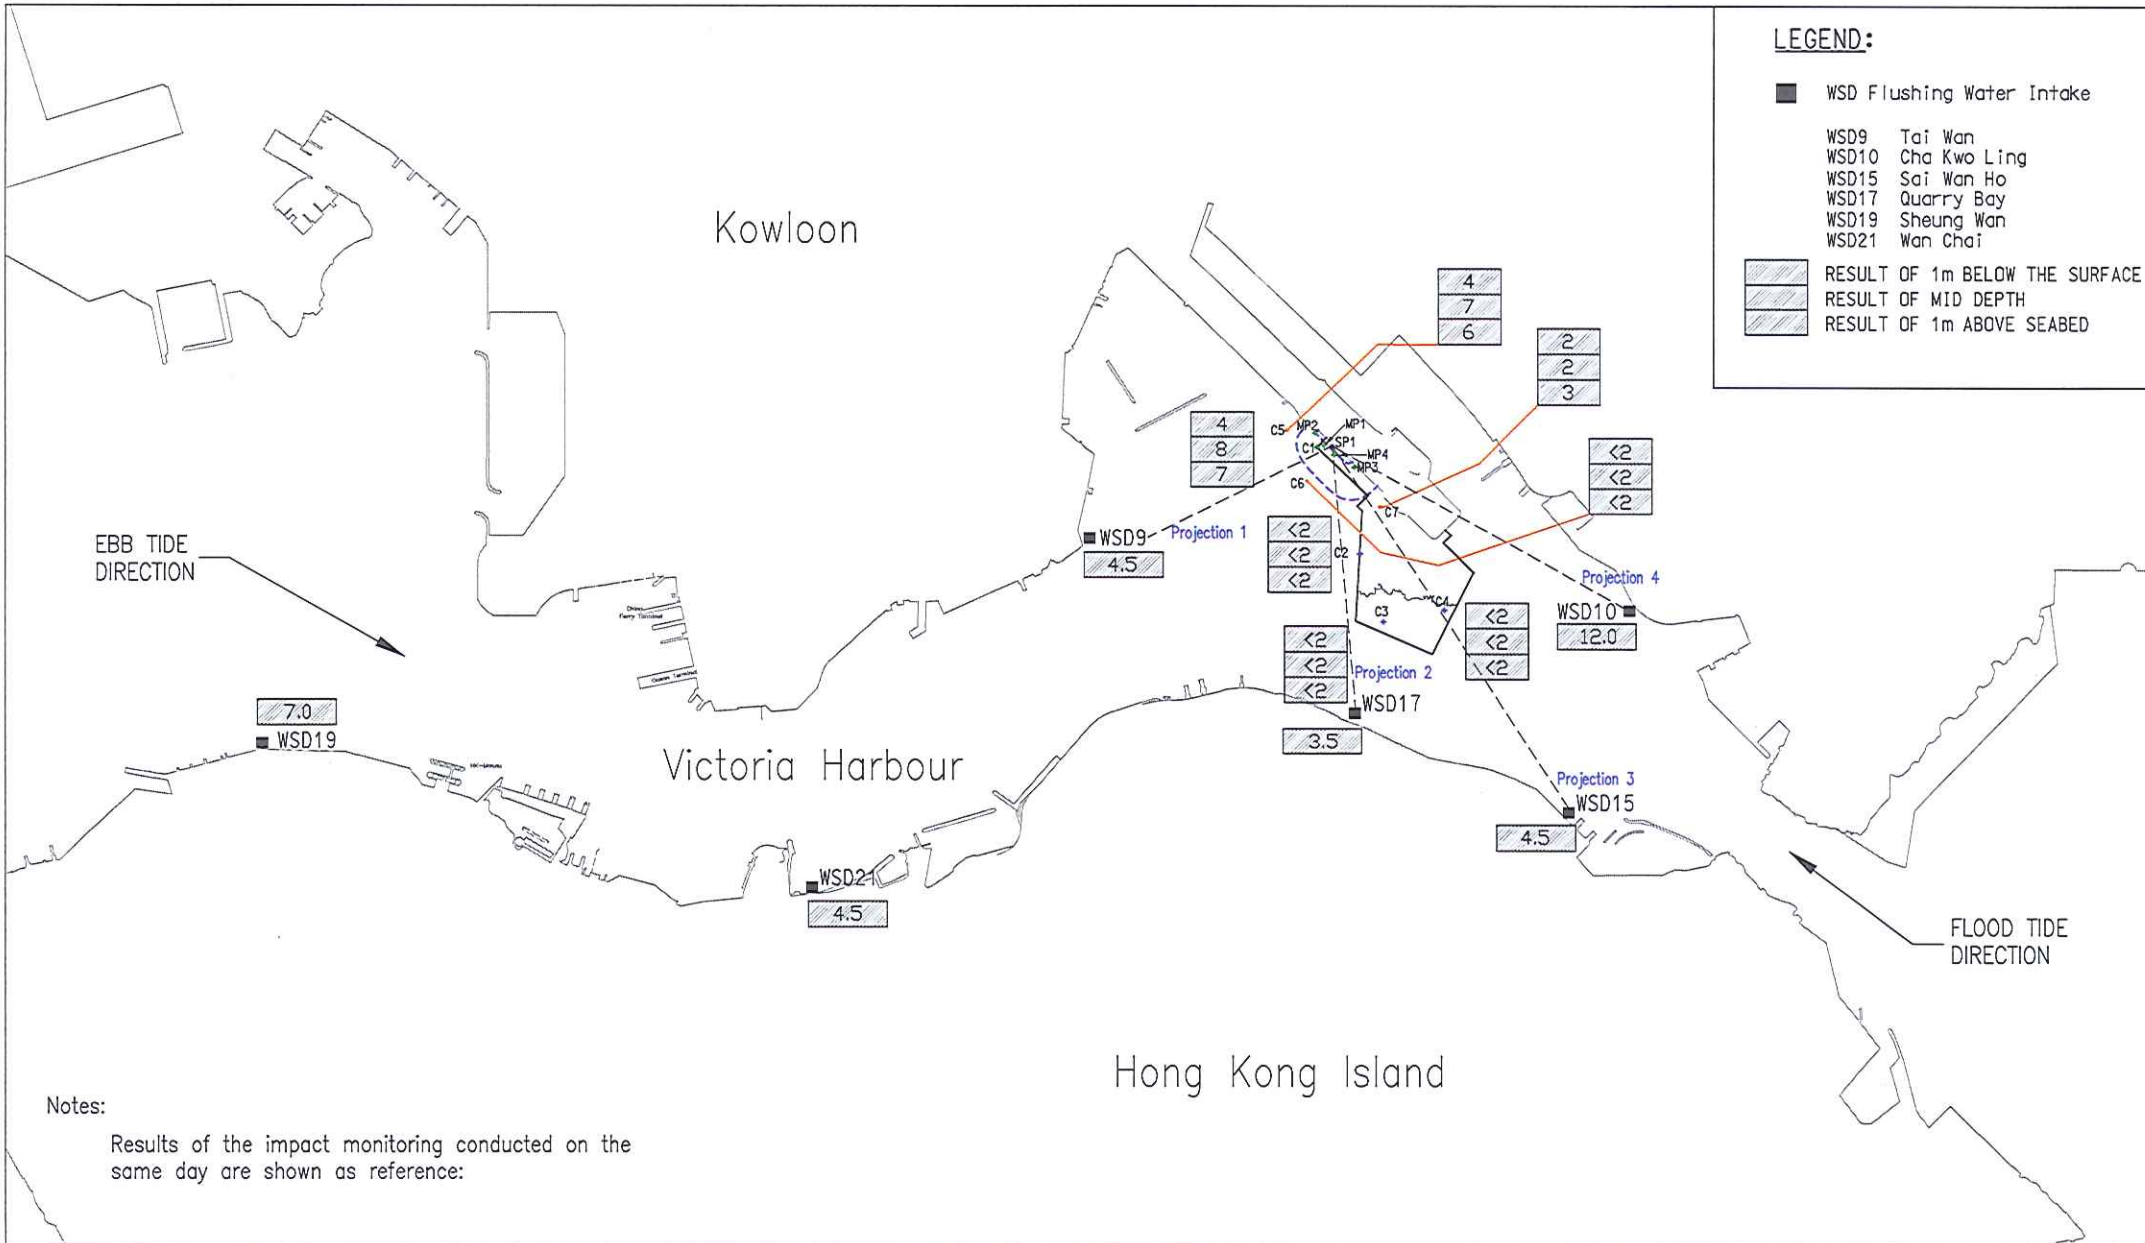 LEGEND:
WSD Flushing Water Intake
WSD9 Tai Wan
WSD10 Cha Kwo Ling
WSD15 Sai Wan Ho
WSD17 Quarry Bay
WSD19 Sheung Wan
WSD21 Wan Chai
RESULT OF 1m BELOW THE SURFACE
RESULT OF MID DEPTH
RESULT OF 1m ABOVE SEABED
Kowloon
4
7
6
2
2
3
4
8
7
C5
MP2
MP1
C1
SP1
MP4
MP3
C6
C7
<2
<2
<2
WSD9
Projection 1
4.5
<2
<2
<2
C2
EBB TIDE
DIRECTION
Projection 4
WSD10
12.0
C3
C4
<2
<2
<2
<2
<2
<2
Projection 2
WSD17
3.5
China
Ferry Terminal
Ocean Terminal
7.0
WSD19
Victoria Harbour
Projection 3
WSD15
4.5
WSD21
4.5
FLOOD TIDE
DIRECTION
Hong Kong Island
Notes:
Results of the impact monitoring conducted on the
same day are shown as reference: